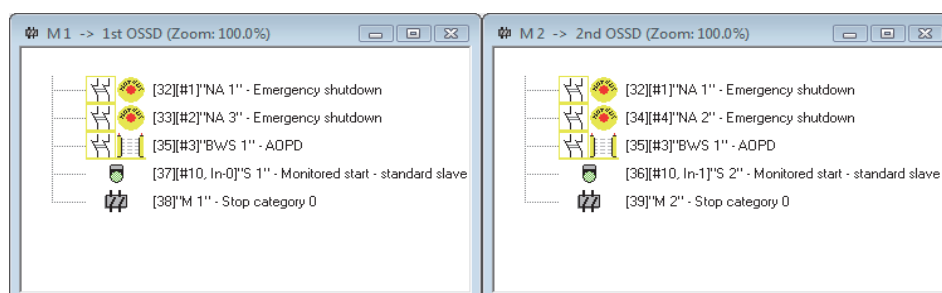 M 1 -> 1st OSSD (Zoom: 100.0%)
[32][#1]"NA 1" - Emergency shutdown
[33][#2]"NA 3" - Emergency shutdown
[35][#3]"BWS 1" - AOPD
[37][#10, In-0]"S 1" - Monitored start - standard slave
[38]"M 1" - Stop category 0
M 2 -> 2nd OSSD (Zoom: 100.0%)
[32][#1]"NA 1" - Emergency shutdown
[34][#4]"NA 2" - Emergency shutdown
[35][#3]"BWS 1" - AOPD
[36][#10, In-1]"S 2" - Monitored start - standard slave
[39]"M 2" - Stop category 0